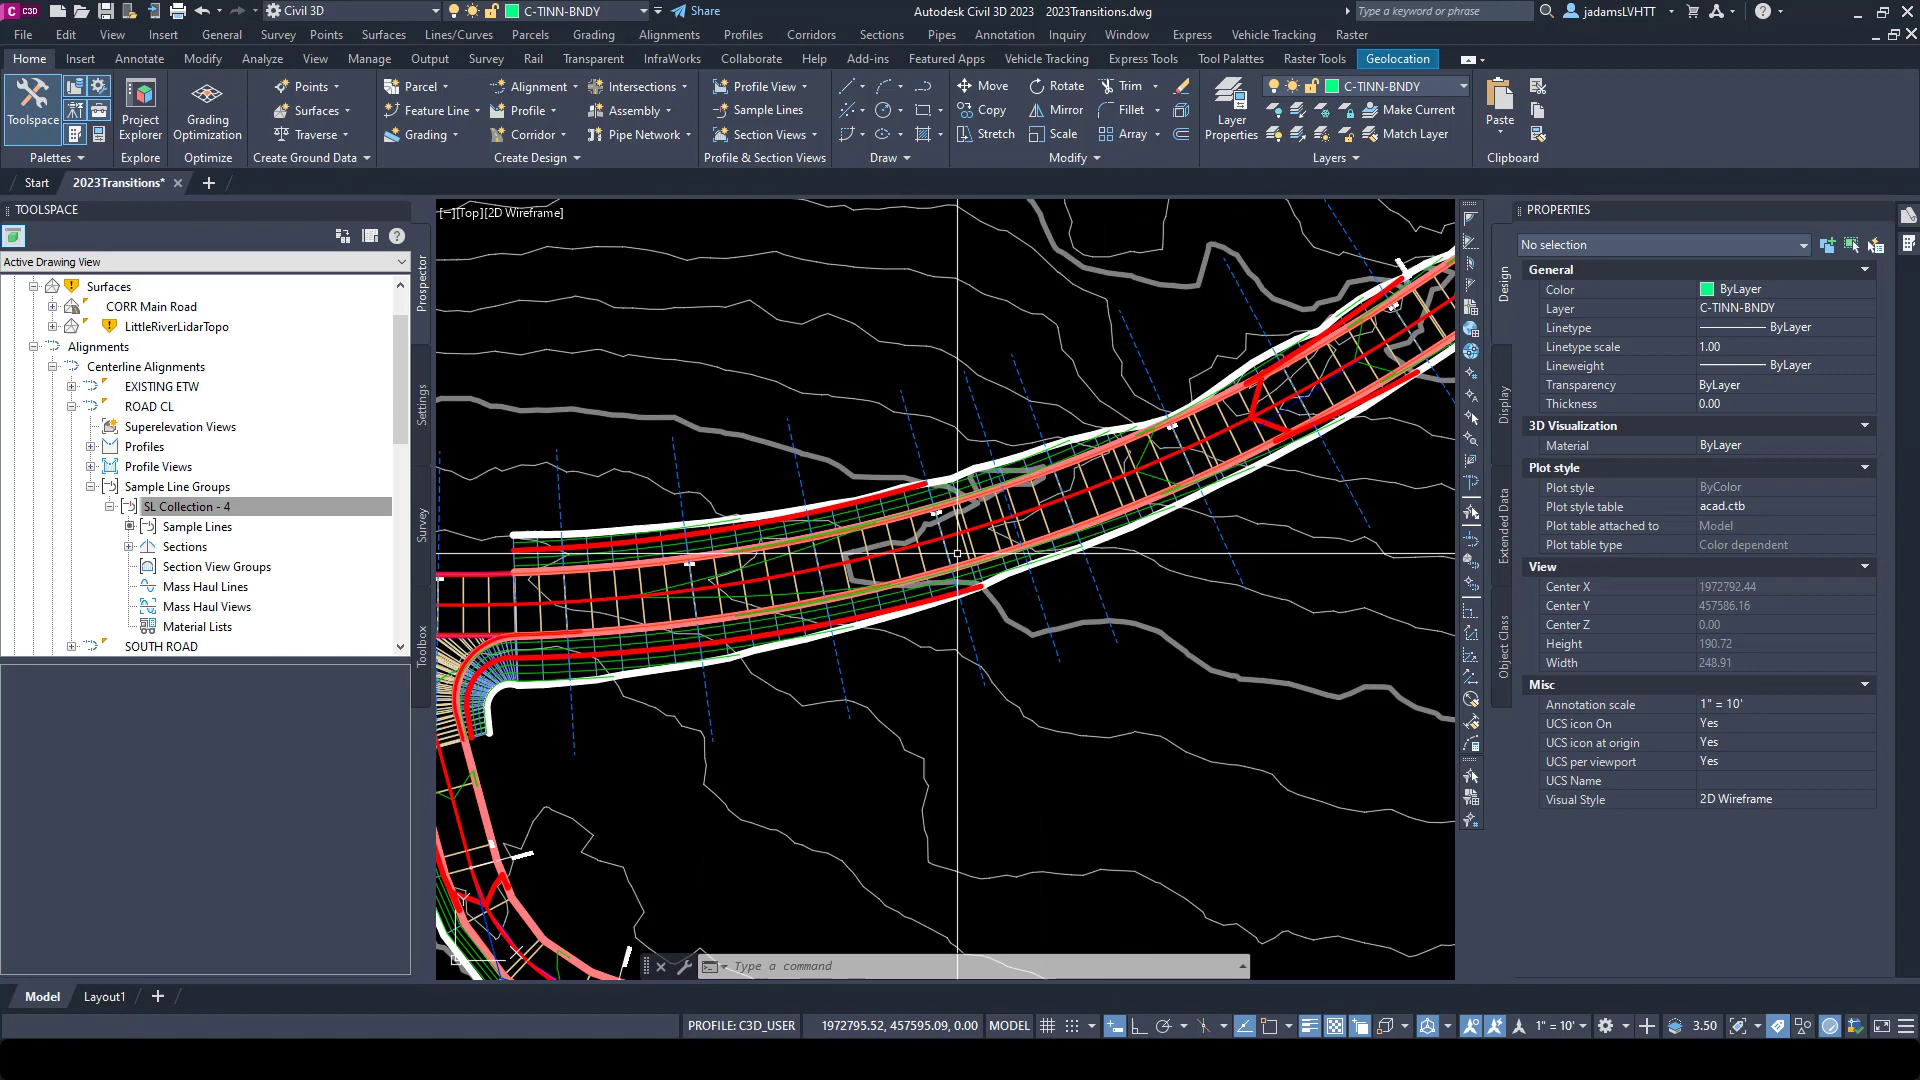 C C3D Civil 3D C-TINN-BNDY Share Autodesk Civil 3D 2023 2023Transitions.dwg Type a keyword or phrase jadamsLVHTT
File Edit View Insert General Survey Points Surfaces Lines/Curves Parcels Grading Alignments Profiles Corridors Sections Pipes Annotation Inquiry Window Express Vehicle Tracking Raster
Home Insert Annotate Modify Analyze View Manage Output Survey Rail Transparent InfraWorks Collaborate Help Add-ins Featured Apps Vehicle Tracking Express Tools Tool Palettes Raster Tools Geolocation
Points Parcel Alignment Intersections Profile View Move Rotate Trim C-TINN-BNDY
Toolspace Project Explorer Grading Optimization Surfaces Feature Line Profile Assembly Sample Lines Copy Mirror Fillet Layer Properties Make Current Paste
Traverse Grading Corridor Pipe Network Section Views Stretch Scale Array Match Layer
Palettes Explore Optimize Create Ground Data Create Design Profile & Section Views Draw Modify Layers Clipboard
Start 2023Transitions*
TOOLSPACE
Active Drawing View
Surfaces
CORR Main Road
LittleRiverLidarTopo
Alignments
Centerline Alignments
EXISTING ETW
ROAD CL
Superelevation Views
Profiles
Profile Views
Sample Line Groups
SL Collection - 4
Sample Lines
Sections
Section View Groups
Mass Haul Lines
Mass Haul Views
Material Lists
SOUTH ROAD
Prospector
Settings
Survey
Toolbox
[−][Top][2D Wireframe]
Type a command
PROPERTIES
No selection
Design
Display
Extended Data
Object Class
General
Color ByLayer
Layer C-TINN-BNDY
Linetype ByLayer
Linetype scale 1.00
Lineweight ByLayer
Transparency ByLayer
Thickness 0.00
3D Visualization
Material ByLayer
Plot style
Plot style ByColor
Plot style table acad.ctb
Plot table attached to Model
Plot table type Color dependent
View
Center X 1972792.44
Center Y 457586.16
Center Z 0.00
Height 190.72
Width 248.91
Misc
Annotation scale 1" = 10'
UCS icon On Yes
UCS icon at origin Yes
UCS per viewport Yes
UCS Name
Visual Style 2D Wireframe
Model Layout1
PROFILE: C3D_USER 1972795.52, 457595.09, 0.00 MODEL 1" = 10' 3.50